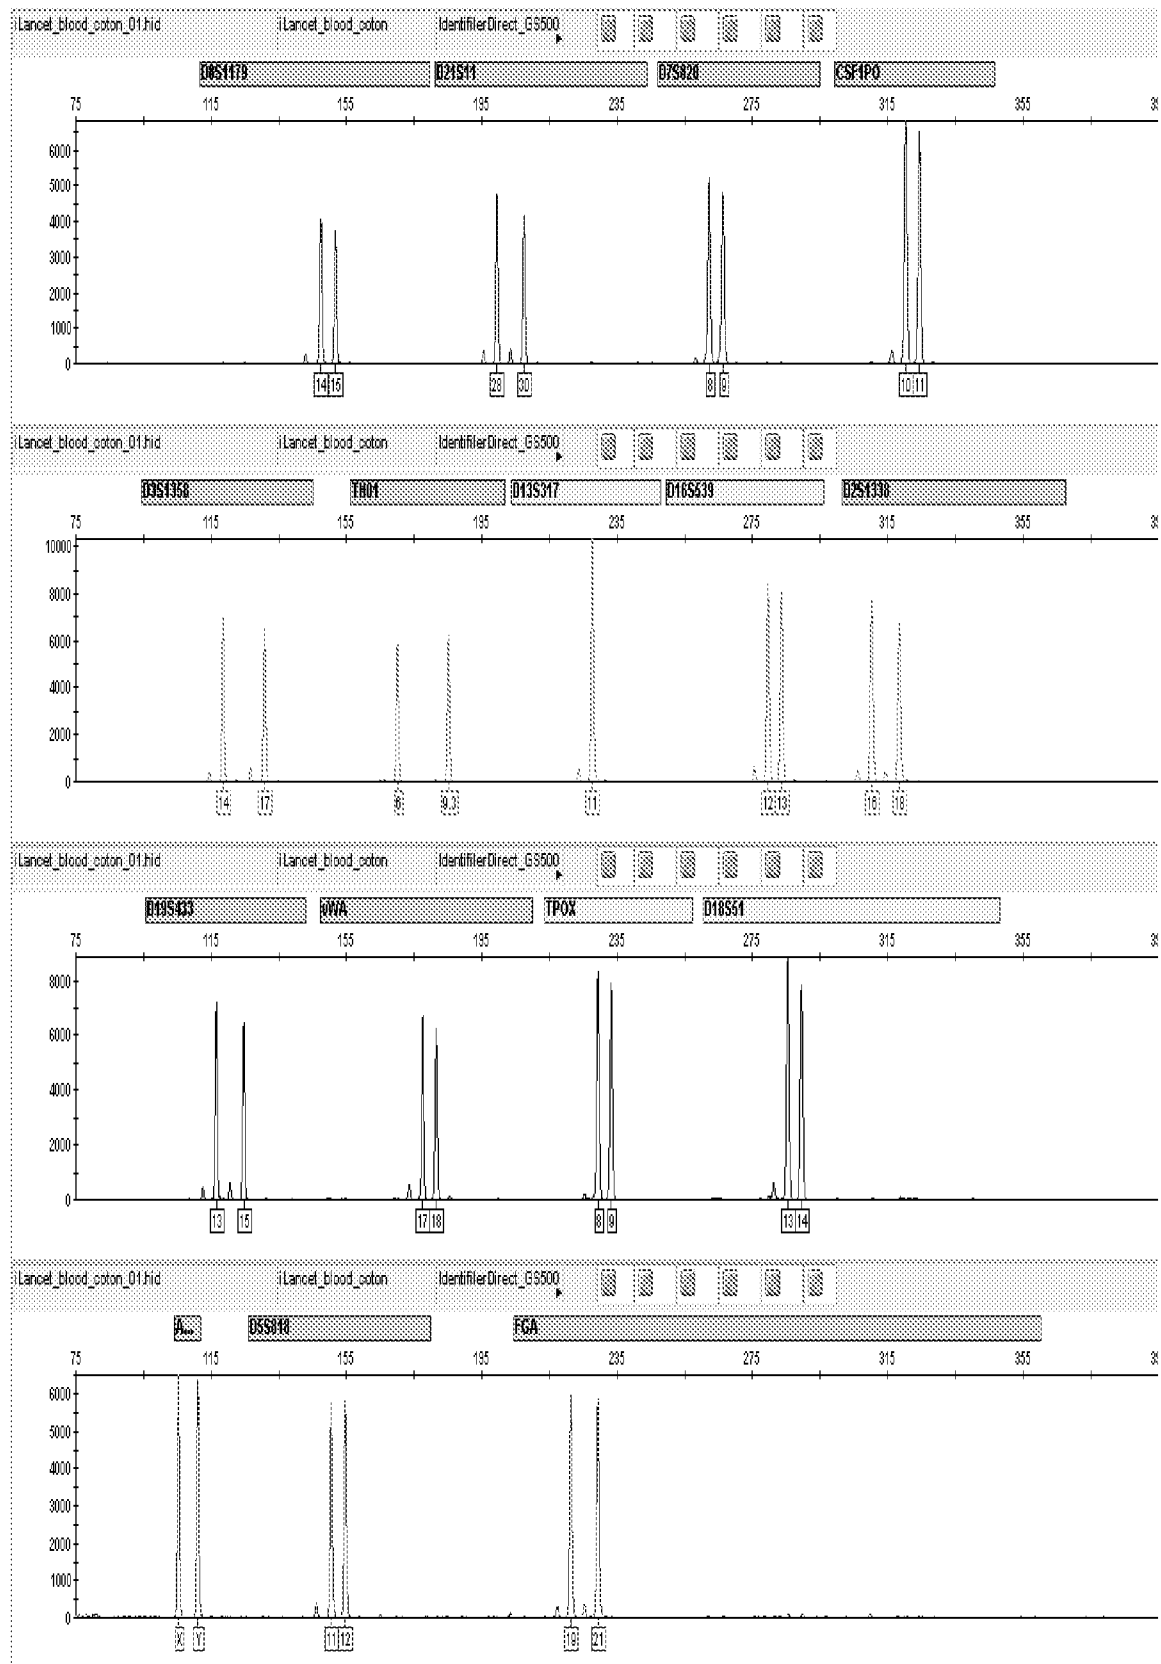 iLancet_blood_coton_01.hid iLancet_blood_coton IdentifilerDirect_GS500
D8S1179 D21S11 D7S820 CSF1PO
75 115 155 195 235 275 315 355
6000
5000
4000
3000
2000
1000
0
14 15 28 30 8 9 10 11
iLancet_blood_coton_01.hid iLancet_blood_coton IdentifilerDirect_GS500
D3S1358 TH01 D13S317 D16S539 D2S1338
75 115 155 195 235 275 315 355
10000
8000
6000
4000
2000
0
14 17 6 9.3 11 12 13 16 18
iLancet_blood_coton_01.hid iLancet_blood_coton IdentifilerDirect_GS500
D19S433 vWA TPOX D18S51
75 115 155 195 235 275 315 355
8000
6000
4000
2000
0
13 15 17 18 8 9 13 14
iLancet_blood_coton_01.hid iLancet_blood_coton IdentifilerDirect_GS500
A... D5S818 FGA
75 115 155 195 235 275 315 355
6000
5000
4000
3000
2000
1000
0
X Y 11 12 19 21